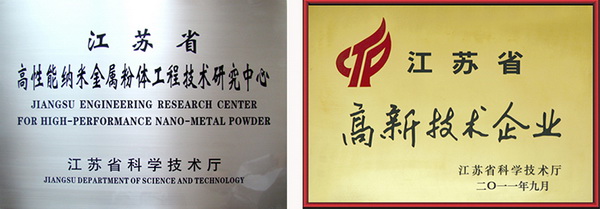 江苏省
高性能纳米金属粉体工程技术研究中心
JIANGSU ENGINEERING RESEARCH CENTER
FOR HIGH-PERFORMANCE NANO-METAL POWDER
江苏省科学技术厅
JIANGSU DEPARTMENT OF SCIENCE AND TECHNOLOGY
江苏省
高新技术企业
江苏省科学技术厅
二〇一一年九月